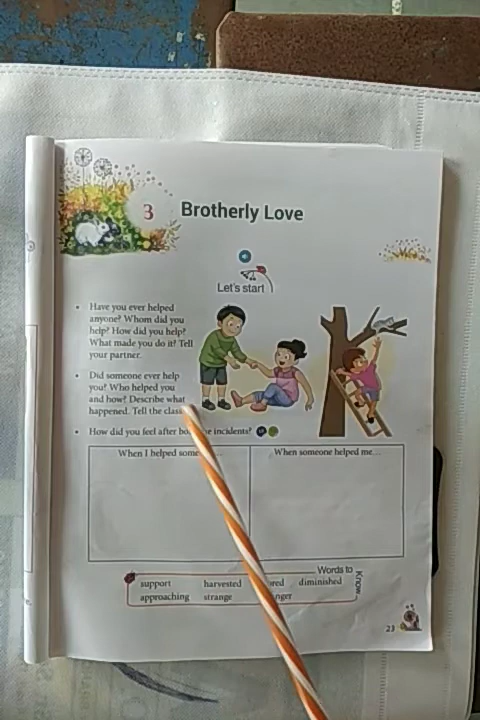 3
Brotherly Love
Let's start
• Have you ever helped
anyone? Whom did you
help? How did you help?
What made you do it? Tell
your partner.
• Did someone ever help
you? Who helped you
and how? Describe what
happened. Tell the
• How did you feel after incidents?
When I helped
When someone helped me...
Words to Know
support harvested diminished
approaching strange
23